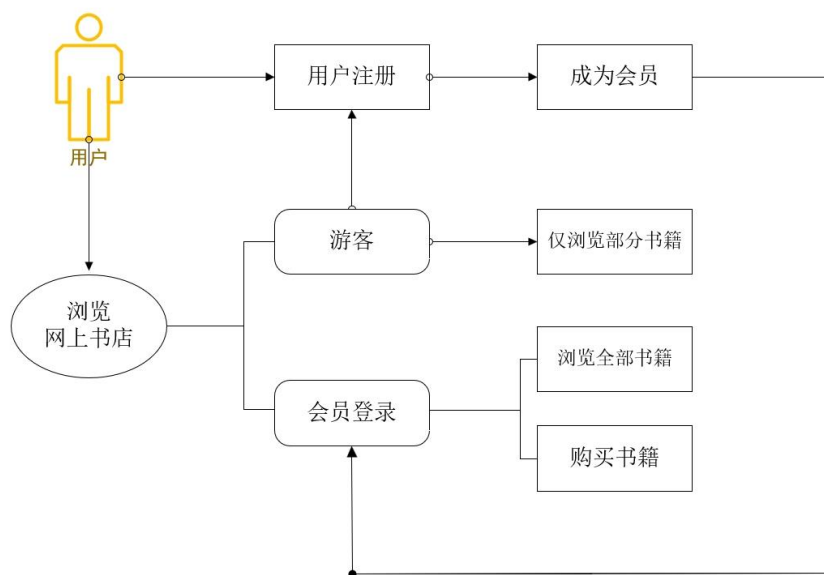 用户注册
成为会员
用户
游客
仅浏览部分书籍
浏览
网上书店
浏览全部书籍
会员登录
购买书籍